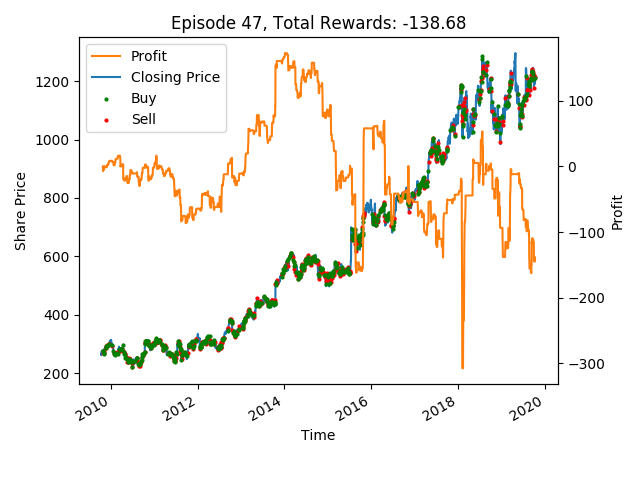 Episode 47, Total Rewards: -138.68
Profit
Closing Price
Buy
Sell
1200
1000
800
600
400
200
Share Price
100
0
−100
−200
−300
Profit
2010
2012
2014
2016
2018
2020
Time